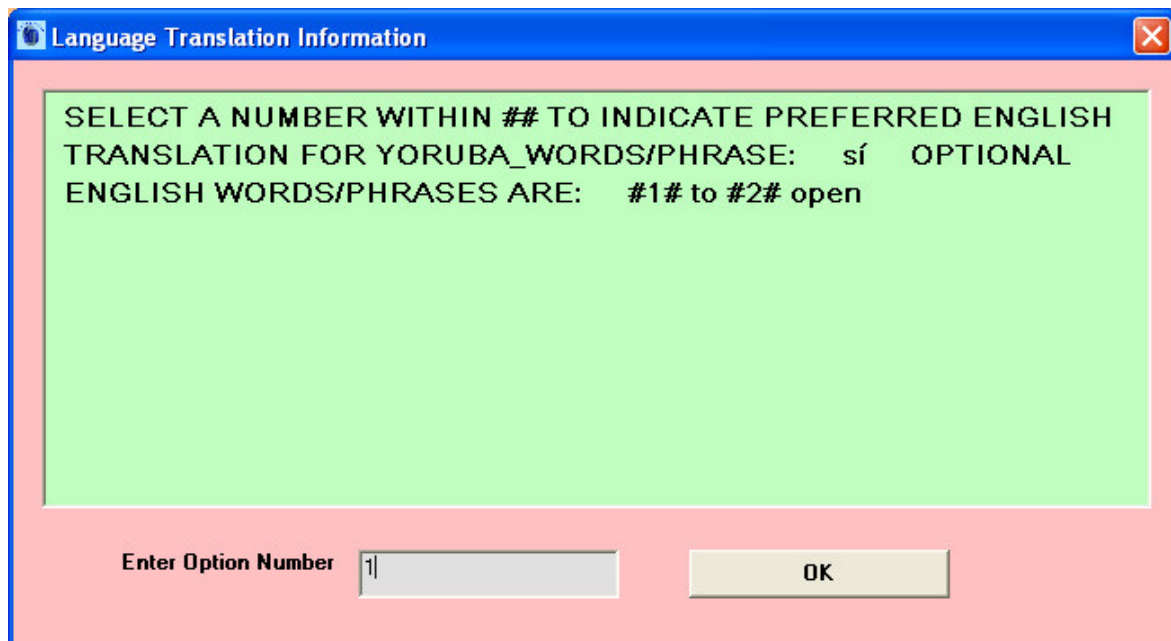 Language Translation Information
SELECT A NUMBER WITHIN ## TO INDICATE PREFERRED ENGLISH
TRANSLATION FOR YORUBA_WORDS/PHRASE: sí OPTIONAL
ENGLISH WORDS/PHRASES ARE: #1# to #2# open
Enter Option Number 1 OK